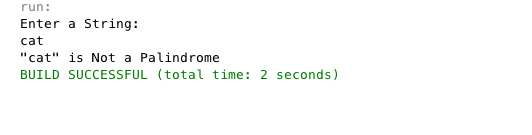 run:
Enter a String:
cat
"cat" is Not a Palindrome
BUILD SUCCESSFUL (total time: 2 seconds)